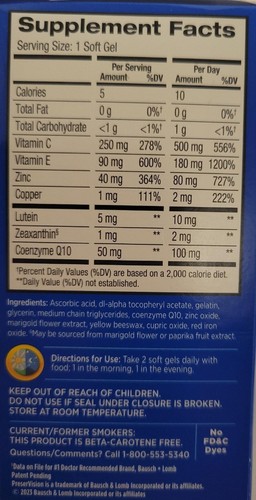 Supplement Facts
Serving Size: 1 Soft Gel
Per Serving Per Day
Amount %DV Amount %DV
Calories 5 10
Total Fat 0 g 0%† 0 g 0%†
Total Carbohydrate <1 g <1%† 1 g <1%†
Vitamin C 250 mg 278% 500 mg 556%
Vitamin E 90 mg 600% 180 mg 1200%
Zinc 40 mg 364% 80 mg 727%
Copper 1 mg 111% 2 mg 222%
Lutein 5 mg ** 10 mg **
Zeaxanthin§ 1 mg ** 2 mg **
Coenzyme Q10 50 mg ** 100 mg **
†Percent Daily Values (%DV) are based on a 2,000 calorie diet.
**Daily Value (%DV) not established.
Ingredients: Ascorbic acid, dl-alpha tocopheryl acetate, gelatin,
glycerin, medium chain triglycerides, coenzyme Q10, zinc oxide,
marigold flower extract, yellow beeswax, cupric oxide, red iron
oxide. §May be sourced from marigold flower or paprika fruit extract.
Directions for Use: Take 2 soft gels daily with
food; 1 in the morning, 1 in the evening.
KEEP OUT OF REACH OF CHILDREN.
DO NOT USE IF SEAL UNDER CLOSURE IS BROKEN.
STORE AT ROOM TEMPERATURE.
CURRENT/FORMER SMOKERS:
THIS PRODUCT IS BETA-CAROTENE FREE.
Questions/Comments? Call 1-800-553-5340
No
FD&C
Dyes
Data on File for #1 Doctor Recommended Brand, Bausch + Lomb
Patent Pending
PreserVision is a trademark of Bausch & Lomb Incorporated or its affiliates.
© 2023 Bausch & Lomb Incorporated or its affiliates